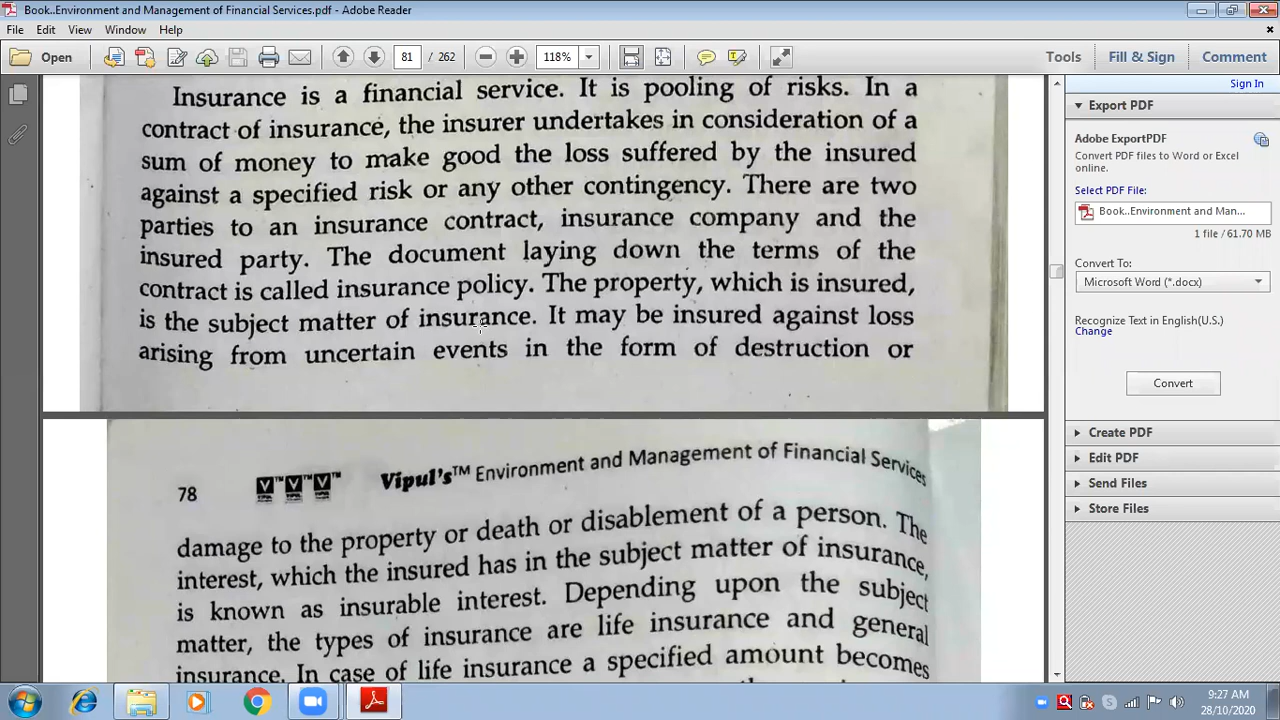 Book..Environment and Management of Financial Services.pdf - Adobe Reader
File Edit View Window Help
Open 81 / 262 118% Tools Fill & Sign Comment
Sign In
Export PDF
Adobe ExportPDF
Convert PDF files to Word or Excel
online.
Select PDF File:
Book..Environment and Man...
1 file / 61.70 MB
Convert To:
Microsoft Word (*.docx)
Recognize Text in English(U.S.)
Change
Convert
Create PDF
Edit PDF
Send Files
Store Files
Insurance is a financial service. It is pooling of risks. In a
contract of insurance, the insurer undertakes in consideration of a
sum of money to make good the loss suffered by the insured
against a specified risk or any other contingency. There are two
parties to an insurance contract, insurance company and the
insured party. The document laying down the terms of the
contract is called insurance policy. The property, which is insured,
is the subject matter of insurance. It may be insured against loss
arising from uncertain events in the form of destruction or
78 V™V™V™ Vipul's™ Environment and Management of Financial Services
damage to the property or death or disablement of a person. The
interest, which the insured has in the subject matter of insurance,
is known as insurable interest. Depending upon the subject
matter, the types of insurance are life insurance and general
insurance. In case of life insurance a specified amount becomes
9:27 AM
28/10/2020